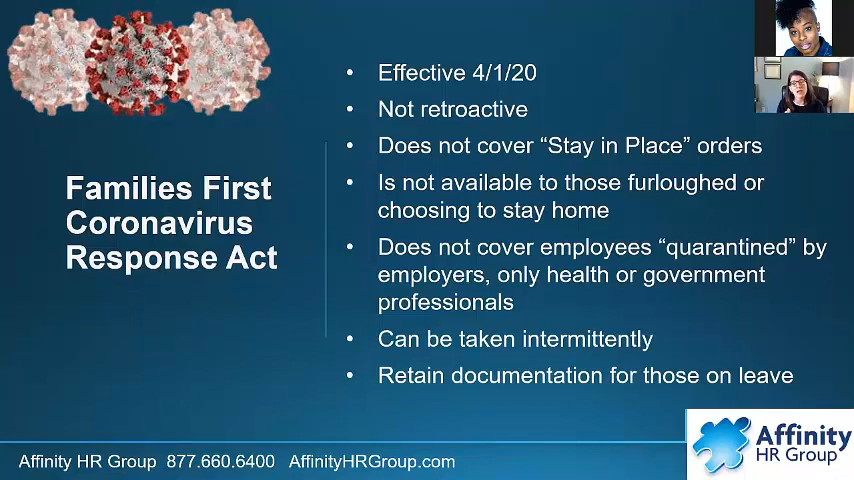 Families First
Coronavirus
Response Act
• Effective 4/1/20
• Not retroactive
• Does not cover “Stay in Place” orders
• Is not available to those furloughed or
choosing to stay home
• Does not cover employees “quarantined” by
employers, only health or government
professionals
• Can be taken intermittently
• Retain documentation for those on leave
Affinity HR Group 877.660.6400 AffinityHRGroup.com
Affinity
HR Group